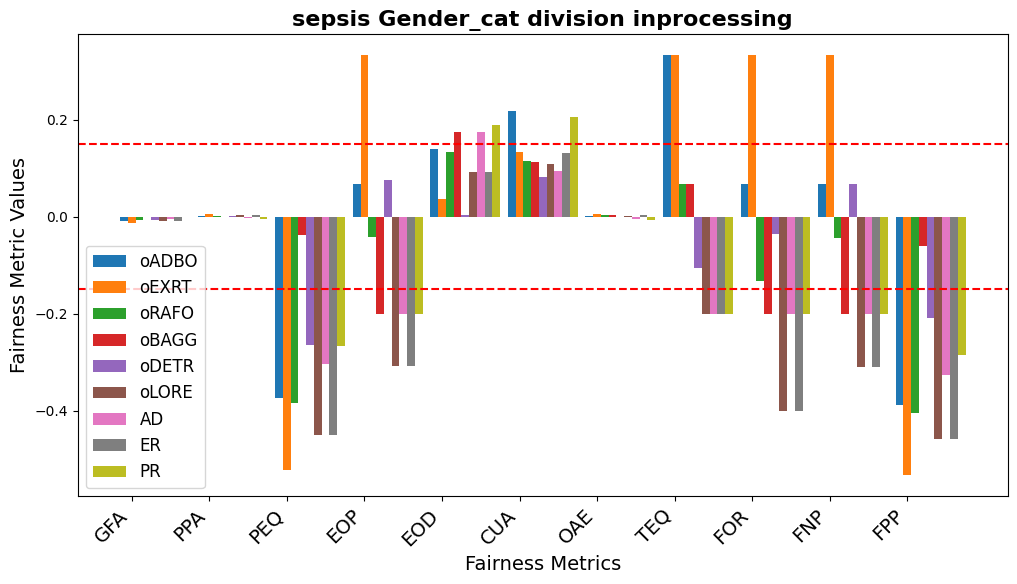 sepsis Gender_cat division inprocessing
Fairness Metric Values
0.2
0.0
−0.2
−0.4
oADBO
oEXRT
oRAFO
oBAGG
oDETR
oLORE
AD
ER
PR
GFA
PPA
PEQ
EOP
EOD
CUA
OAE
TEQ
FOR
FNP
FPP
Fairness Metrics